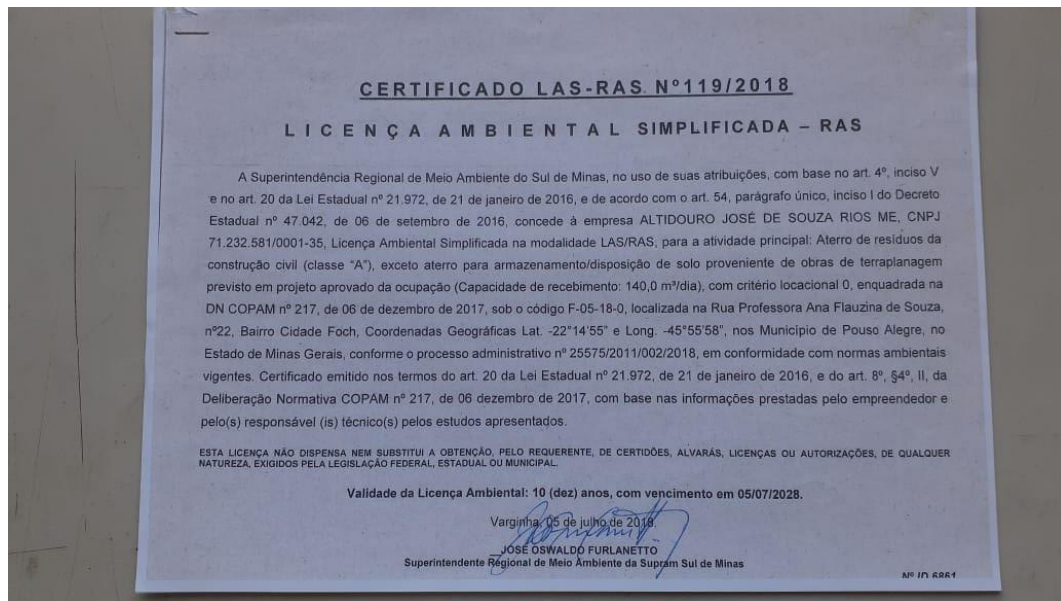 CERTIFICADO LAS-RAS Nº119/2018
LICENÇA AMBIENTAL SIMPLIFICADA – RAS
A Superintendência Regional de Meio Ambiente do Sul de Minas, no uso de suas atribuições, com base no art. 4º, inciso V
e no art. 20 da Lei Estadual nº 21.972, de 21 de janeiro de 2016, e de acordo com o art. 54, parágrafo único, inciso I do Decreto
Estadual nº 47.042, de 06 de setembro de 2016, concede à empresa ALTIDOURO JOSÉ DE SOUZA RIOS ME, CNPJ
71.232.581/0001-35, Licença Ambiental Simplificada na modalidade LAS/RAS, para a atividade principal: Aterro de resíduos da
construção civil (classe “A”), exceto aterro para armazenamento/disposição de solo proveniente de obras de terraplanagem
previsto em projeto aprovado da ocupação (Capacidade de recebimento: 140,0 m³/dia), com critério locacional 0, enquadrada na
DN COPAM nº 217, de 06 de dezembro de 2017, sob o código F-05-18-0, localizada na Rua Professora Ana Flauzina de Souza,
nº22, Bairro Cidade Foch, Coordenadas Geográficas Lat. -22°14'55" e Long. -45°55'58", nos Município de Pouso Alegre, no
Estado de Minas Gerais, conforme o processo administrativo nº 25575/2011/002/2018, em conformidade com normas ambientais
vigentes. Certificado emitido nos termos do art. 20 da Lei Estadual nº 21.972, de 21 de janeiro de 2016, e do art. 8º, §4º, II, da
Deliberação Normativa COPAM nº 217, de 06 dezembro de 2017, com base nas informações prestadas pelo empreendedor e
pelo(s) responsável (is) técnico(s) pelos estudos apresentados.
ESTA LICENÇA NÃO DISPENSA NEM SUBSTITUI A OBTENÇÃO, PELO REQUERENTE, DE CERTIDÕES, ALVARÁS, LICENÇAS OU AUTORIZAÇÕES, DE QUALQUER
NATUREZA, EXIGIDOS PELA LEGISLAÇÃO FEDERAL, ESTADUAL OU MUNICIPAL.
Validade da Licença Ambiental: 10 (dez) anos, com vencimento em 05/07/2028.
Varginha, 05 de julho de 2018.
JOSÉ OSWALDO FURLANETTO
Superintendente Regional de Meio Ambiente da Supram Sul de Minas
Nº ID 6861